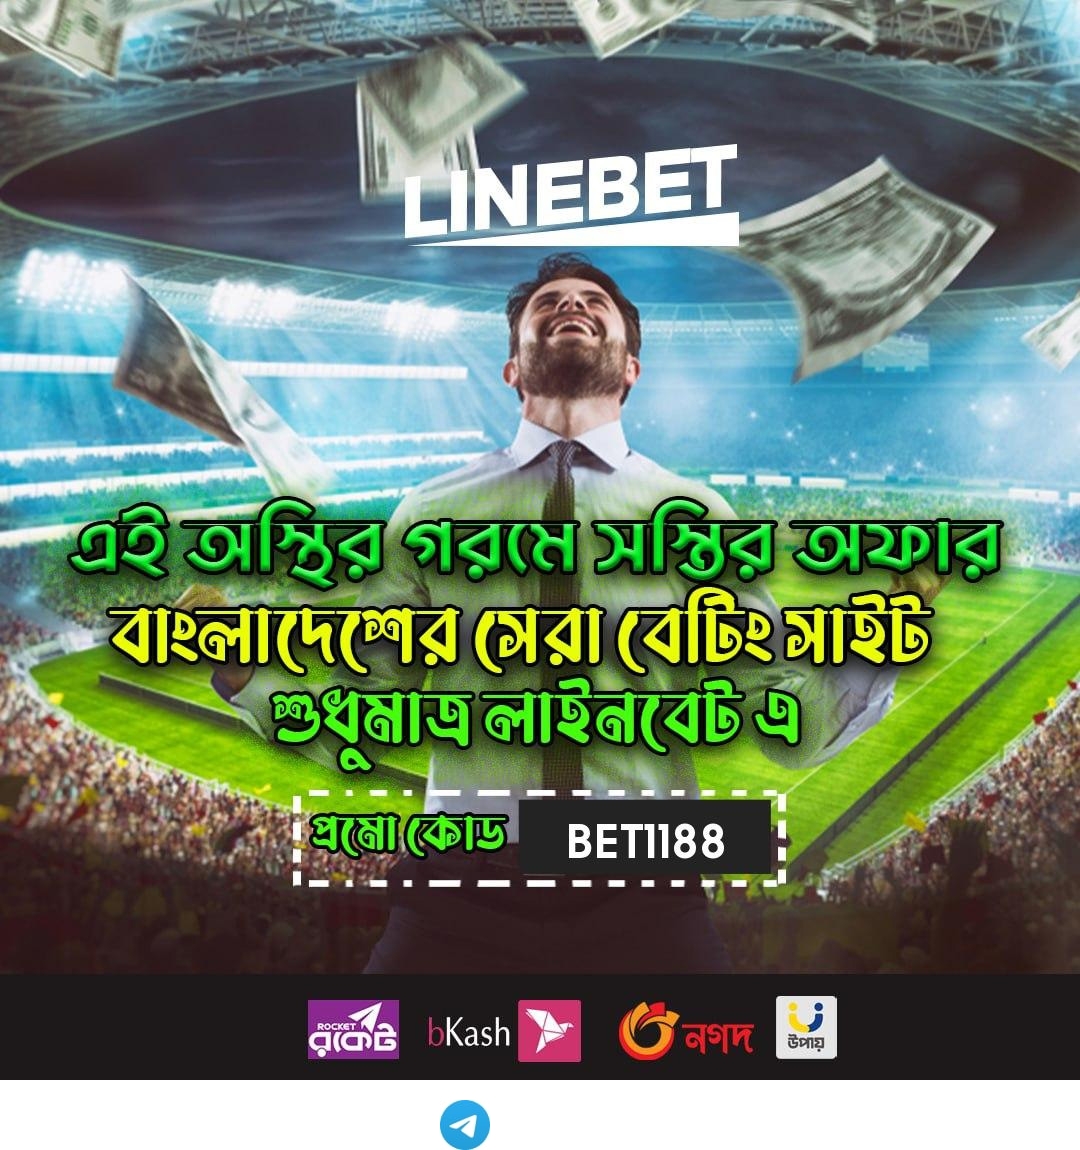 LINEBET
এই অস্থির গরমে সস্তির অফার
বাংলাদেশের সেরা বেটিং সাইট
শুধুমাত্র লাইনবেট এ
প্রমো কোড BET1188
ROCKET
রকেট
bKash
নগদ
উপায়